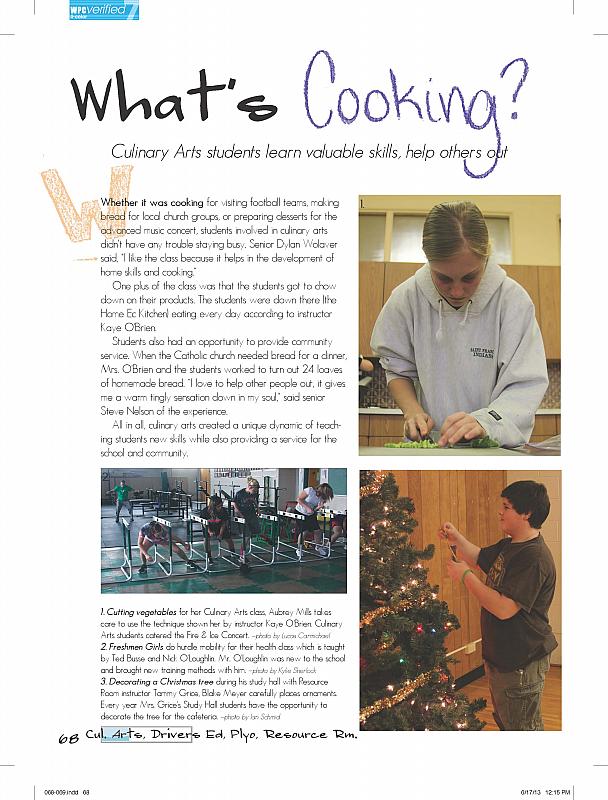 WPC verified 7
4-color
What's Cooking?
Culinary Arts students learn valuable skills, help others out
W
Whether it was cooking for visiting football teams, making
bread for local church groups, or preparing desserts for the
advanced music concert, students involved in culinary arts
didn't have any trouble staying busy. Senior Dylan Wolaver
said, "I like the class because it helps in the development of
home skills and cooking."
One plus of the class was that the students got to chow
down on their products. The students were down there (the
Home Ec Kitchen) eating every day according to instructor
Kaye O'Brien.
Students also had an opportunity to provide community
service. When the Catholic church needed bread for a dinner,
Mrs. O'Brien and the students worked to turn out 24 loaves
of homemade bread. "I love to help other people out, it gives
me a warm tingly sensation down in my soul," said senior
Steve Nelson of the experience.
All in all, culinary arts created a unique dynamic of teach-
ing students new skills while also providing a service for the
school and community.
1.
SAINT FRANCIS
INDIANS
2.
1. Cutting vegetables for her Culinary Arts class, Aubrey Mills takes
care to use the technique shown her by instructor Kaye O'Brien. Culinary
Arts students catered the Fire & Ice Concert. –photo by Lucas Carmichael
2. Freshmen Girls do hurdle mobility for their health class which is taught
by Ted Busse and Nick O'Loughlin. Mr. O'Loughlin was new to the school
and brought new training methods with him. –photo by Kylie Sherlock
3. Decorating a Christmas tree during his study hall with Resource
Room instructor Tammy Grice, Blake Meyer carefully places ornaments.
Every year Mrs. Grice's Study Hall students have the opportunity to
decorate the tree for the cafeteria. –photo by Ian Schmid
68 Cul. Arts, Drivers Ed, Plyo, Resource Rm.
068-069.indd 68
6/17/13 12:15 PM